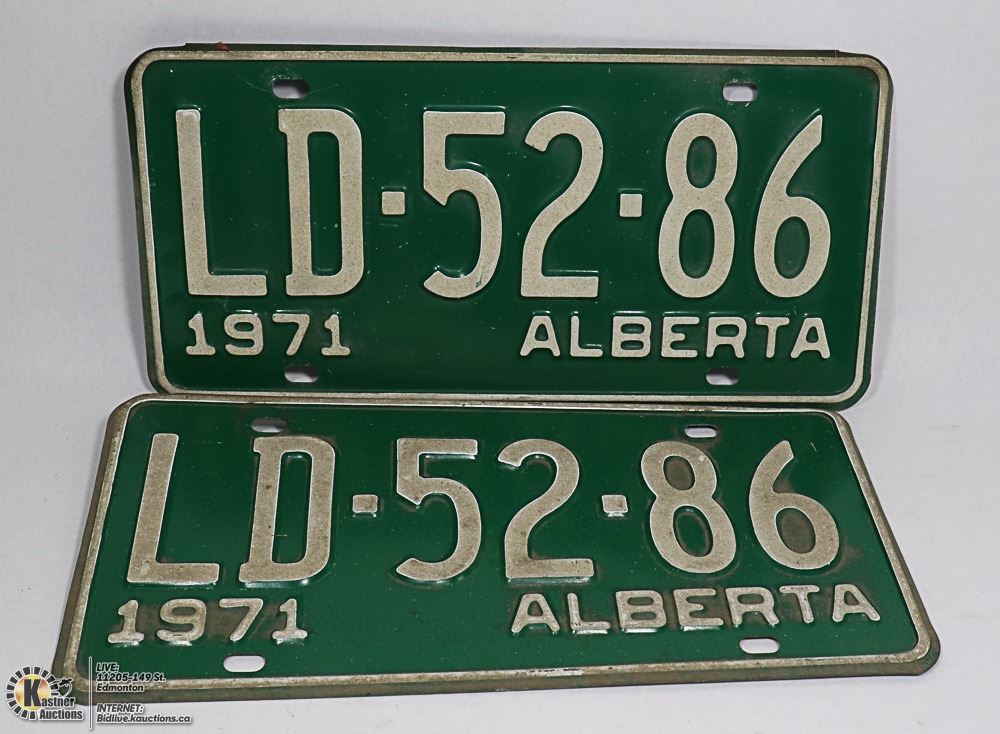 LD·52·86
1971 ALBERTA
LD·52·86
1971 ALBERTA
Kastner
Auctions
LIVE:
11205-149 St.
Edmonton
INTERNET:
Bidlive.kauctions.ca